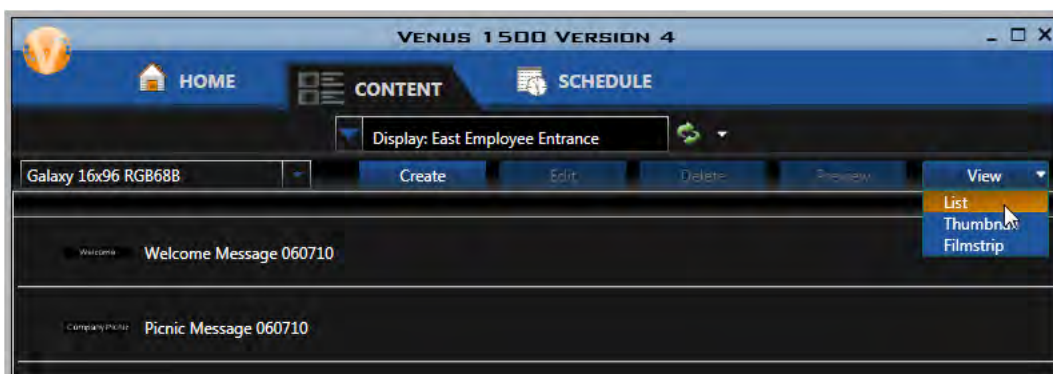 VENUS 1500 VERSION 4
HOME
CONTENT
SCHEDULE
Display: East Employee Entrance
Galaxy 16x96 RGB68B
Create
Edit
Delete
Preview
View
List
Thumbnail
Filmstrip
Welcome
Welcome Message 060710
Company Picnic
Picnic Message 060710